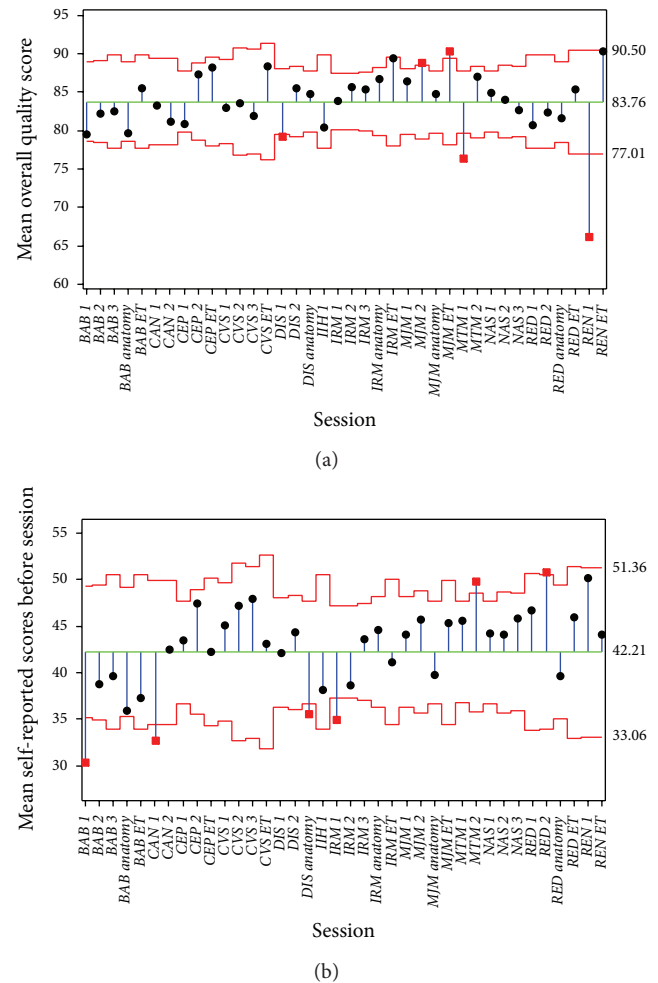 95
90
85
80
75
70
65
60
Mean overall quality score
90.50
83.76
77.01
BAB 1
BAB 2
BAB 3
BAB anatomy
BAB ET
CAN 1
CAN 2
CEP 1
CEP 2
CEP ET
CVS 1
CVS 2
CVS 3
CVS ET
DIS 1
DIS 2
DIS anatomy
IHH 1
IRM 1
IRM 2
IRM 3
IRM anatomy
IRM ET
MJM 1
MJM 2
MJM anatomy
MJM ET
MTM 1
MTM 2
NAS 1
NAS 2
NAS 3
RED 1
RED 2
RED anatomy
RED ET
REN 1
REN ET
Session
(a)
55
50
45
40
35
30
Mean self-reported scores before session
51.36
42.21
33.06
BAB 1
BAB 2
BAB 3
BAB anatomy
BAB ET
CAN 1
CAN 2
CEP 1
CEP 2
CEP ET
CVS 1
CVS 2
CVS 3
CVS ET
DIS 1
DIS 2
DIS anatomy
IHH 1
IRM 1
IRM 2
IRM 3
IRM anatomy
IRM ET
MJM 1
MJM 2
MJM anatomy
MJM ET
MTM 1
MTM 2
NAS 1
NAS 2
NAS 3
RED 1
RED 2
RED anatomy
RED ET
REN 1
REN ET
Session
(b)